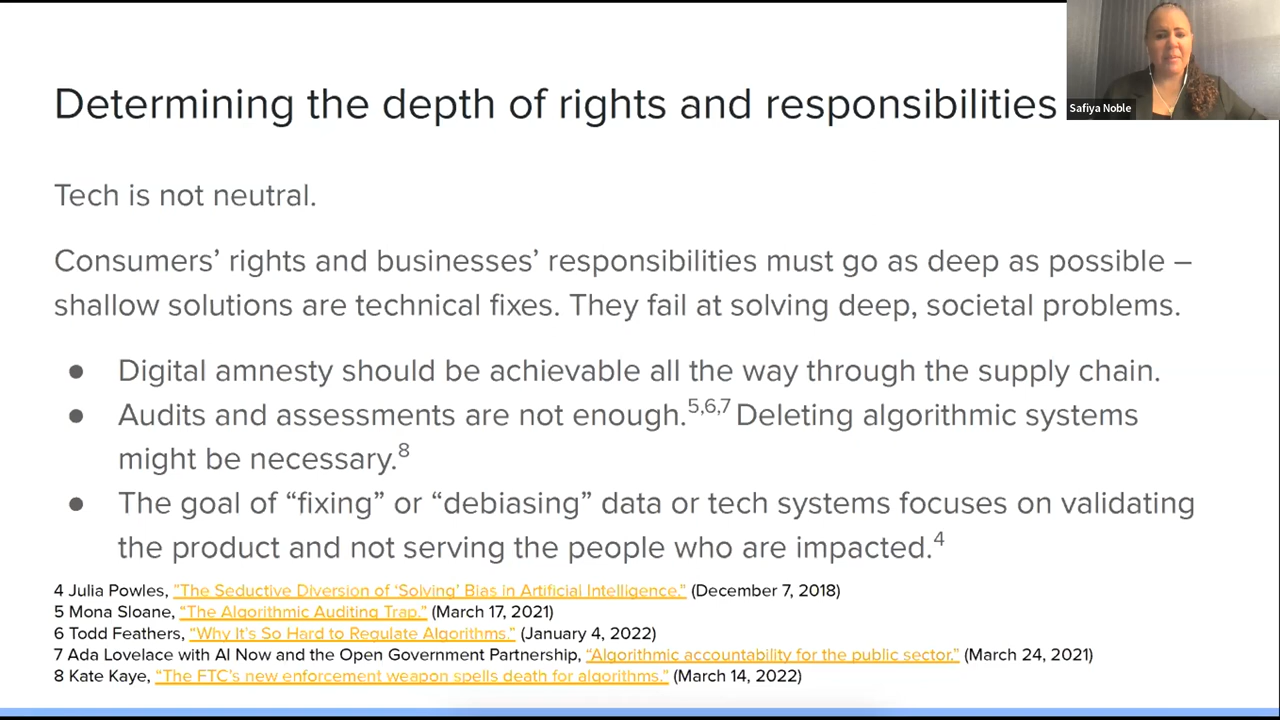 Determining the depth of rights and responsibilities
Safiya Noble
Tech is not neutral.
Consumers’ rights and businesses’ responsibilities must go as deep as possible –
shallow solutions are technical fixes. They fail at solving deep, societal problems.
● Digital amnesty should be achievable all the way through the supply chain.
● Audits and assessments are not enough.5,6,7 Deleting algorithmic systems
might be necessary.8
● The goal of “fixing” or “debiasing” data or tech systems focuses on validating
the product and not serving the people who are impacted.4
4 Julia Powles, “The Seductive Diversion of ‘Solving’ Bias in Artificial Intelligence.” (December 7, 2018)
5 Mona Sloane, “The Algorithmic Auditing Trap.” (March 17, 2021)
6 Todd Feathers, “Why It’s So Hard to Regulate Algorithms.” (January 4, 2022)
7 Ada Lovelace with AI Now and the Open Government Partnership, “Algorithmic accountability for the public sector.” (March 24, 2021)
8 Kate Kaye, “The FTC’s new enforcement weapon spells death for algorithms.” (March 14, 2022)